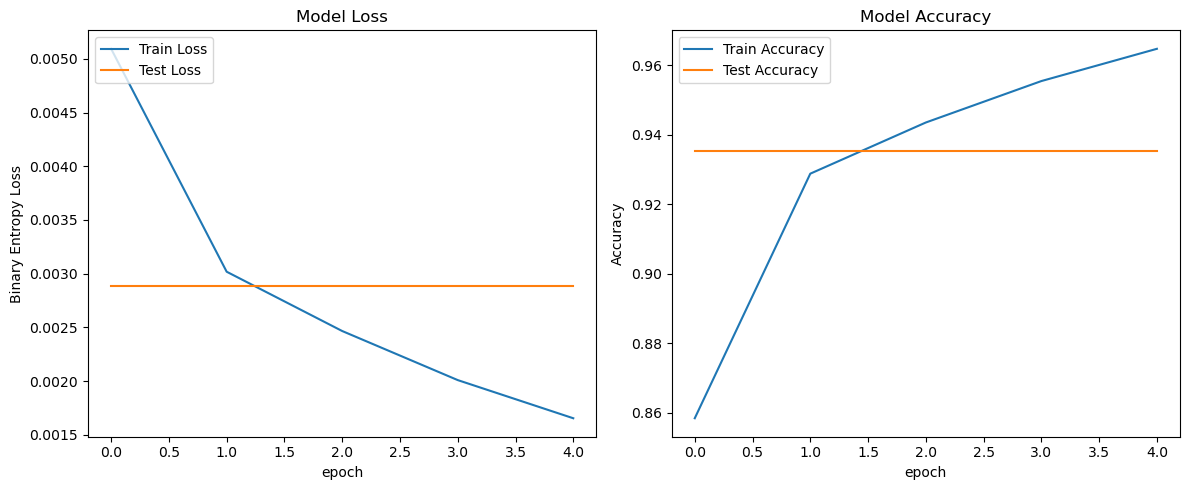 Model Loss
Train Loss
Test Loss
0.0050
0.0045
0.0040
0.0035
0.0030
0.0025
0.0020
0.0015
Binary Entropy Loss
0.0 0.5 1.0 1.5 2.0 2.5 3.0 3.5 4.0
epoch
Model Accuracy
Train Accuracy
Test Accuracy
0.96
0.94
0.92
0.90
0.88
0.86
Accuracy
0.0 0.5 1.0 1.5 2.0 2.5 3.0 3.5 4.0
epoch